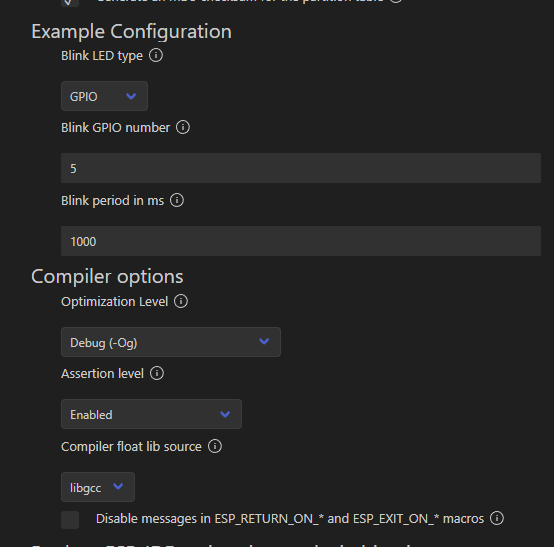 Example Configuration
Blink LED type
GPIO
Blink GPIO number
5
Blink period in ms
1000
Compiler options
Optimization Level
Debug (-Og)
Assertion level
Enabled
Compiler float lib source
libgcc
Disable messages in ESP_RETURN_ON_* and ESP_EXIT_ON_* macros